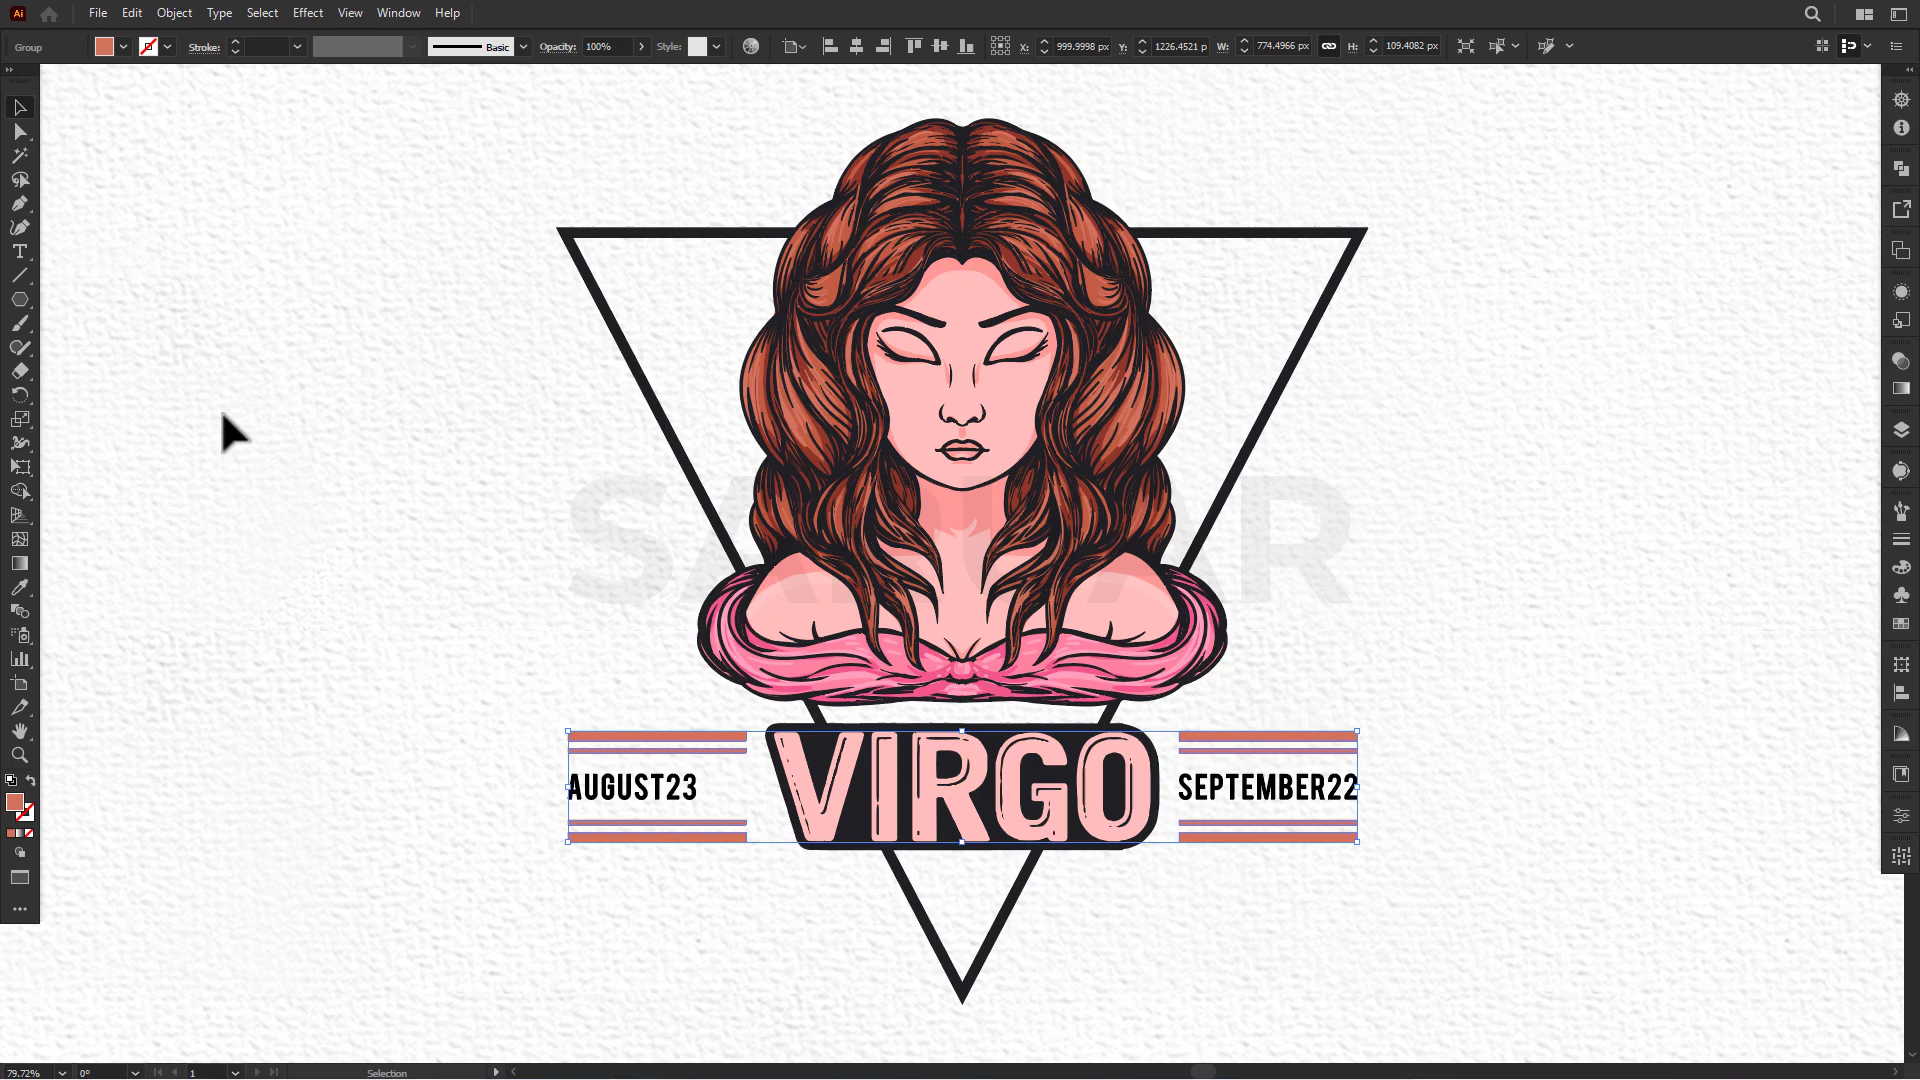 Ai File Edit Object Type Select Effect View Window Help
Group Stroke: Basic Opacity: 100% Style: X: 999.9998 px Y: 1226.4521 p W: 774.4966 px H: 109.4082 px
VIRGO
AUGUST23 SEPTEMBER22
79.72% 0° 1 Selection